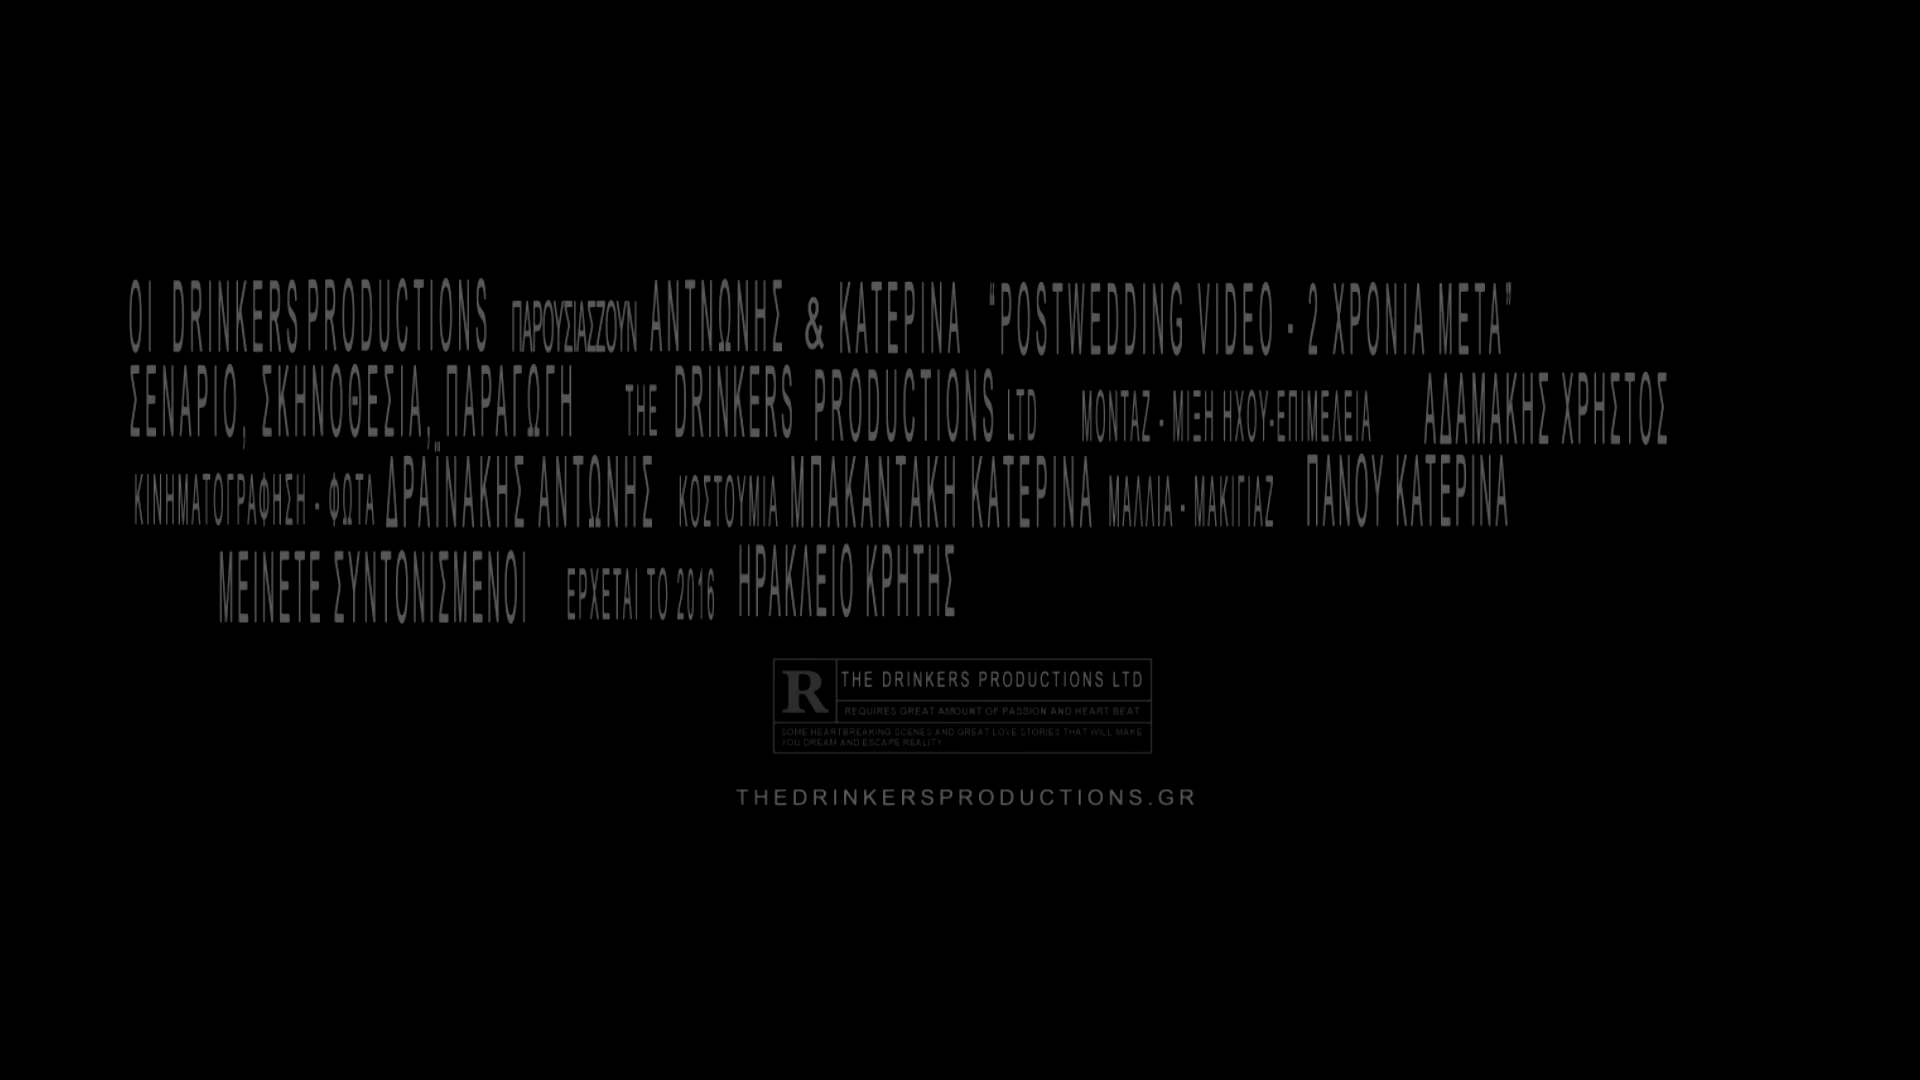 ΟΙ DRINKERS PRODUCTIONS ΠΑΡΟΥΣΙΑΖΖΟΥΝ ΑΝΤΝΩΝΗΣ & ΚΑΤΕΡΙΝΑ “POSTWEDDING VIDEO - 2 ΧΡΟΝΙΑ ΜΕΤΑ”
ΣΕΝΑΡΙΟ, ΣΚΗΝΟΘΕΣΙΑ, ΠΑΡΑΓΩΓΗ THE DRINKERS PRODUCTIONS LTD ΜΟΝΤΑΖ - ΜΙΞΗ ΗΧΟΥ-ΕΠΙΜΕΛΕΙΑ ΑΔΑΜΑΚΗΣ ΧΡΗΣΤΟΣ
ΚΙΝΗΜΑΤΟΓΡΑΦΗΣΗ - ΦΩΤΑ ΔΡΑΪΝΑΚΗΣ ΑΝΤΩΝΗΣ ΚΟΣΤΟΥΜΙΑ ΜΠΑΚΑΝΤΑΚΗ ΚΑΤΕΡΙΝΑ ΜΑΛΛΙΑ - ΜΑΚΙΓΙΑΖ ΠΑΝΟΥ ΚΑΤΕΡΙΝΑ
ΜΕΙΝΕΤΕ ΣΥΝΤΟΝΙΣΜΕΝΟΙ ΕΡΧΕΤΑΙ ΤΟ 2016 ΗΡΑΚΛΕΙΟ ΚΡΗΤΗΣ
R THE DRINKERS PRODUCTIONS LTD
REQUIRES GREAT AMOUNT OF PASSION AND HEART BEAT
SOME HEARTBREAKING SCENES AND GREAT LOVE STORIES THAT WILL MAKE
YOU DREAM AND ESCAPE REALITY
THEDRINKERSPRODUCTIONS.GR